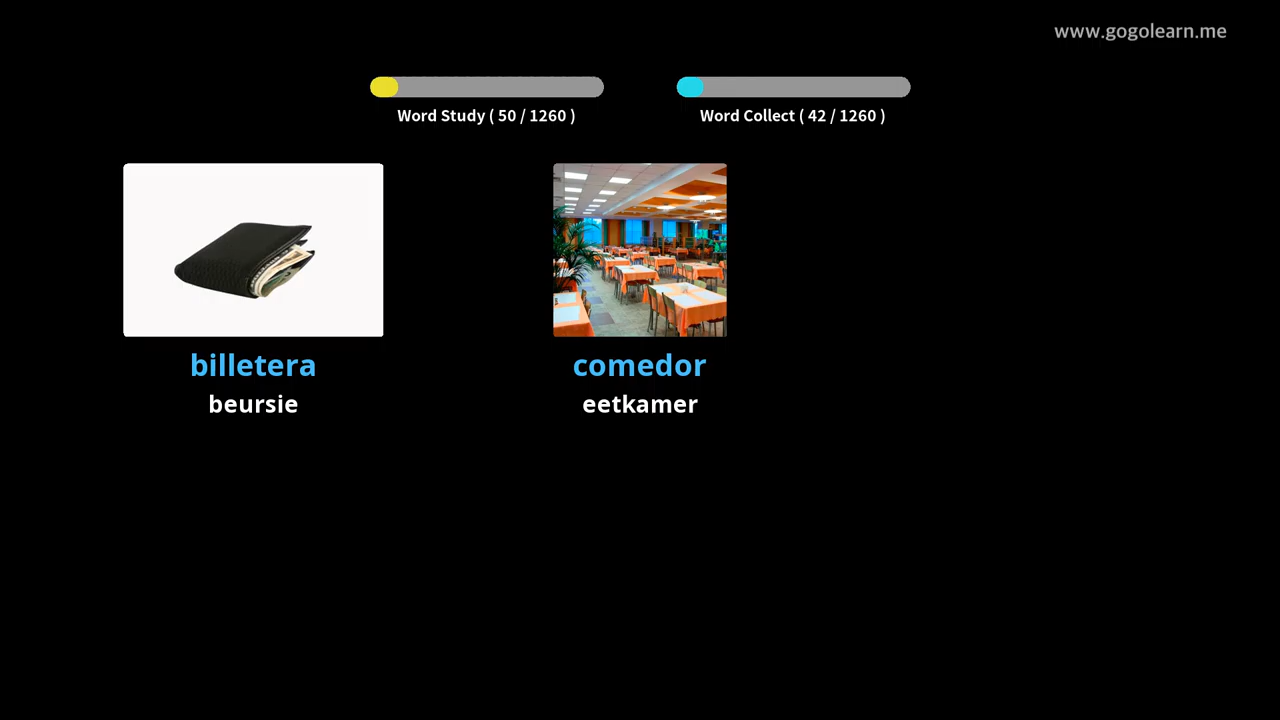 www.gogolearn.me
Word Study ( 50 / 1260 )
Word Collect ( 42 / 1260 )
billetera
comedor
beursie
eetkamer